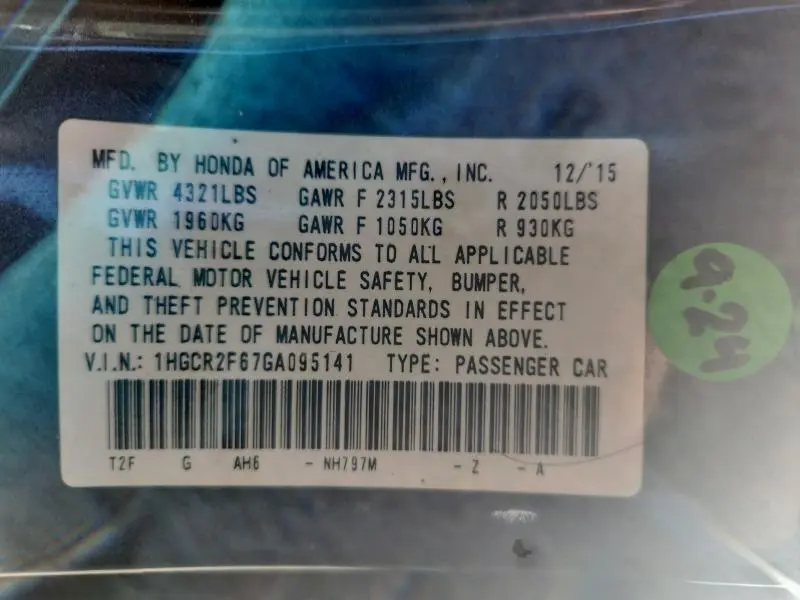 MFD. BY HONDA OF AMERICA MFG., INC. 12/'15
GVWR 4321LBS GAWR F 2315LBS R 2050LBS
GVWR 1960KG GAWR F 1050KG R 930KG
THIS VEHICLE CONFORMS TO ALL APPLICABLE
FEDERAL MOTOR VEHICLE SAFETY, BUMPER,
AND THEFT PREVENTION STANDARDS IN EFFECT
ON THE DATE OF MANUFACTURE SHOWN ABOVE.
V.I.N.: 1HGCR2F67GA095141 TYPE: PASSENGER CAR
T2F G AH6 - NH797M - Z - A
9.24